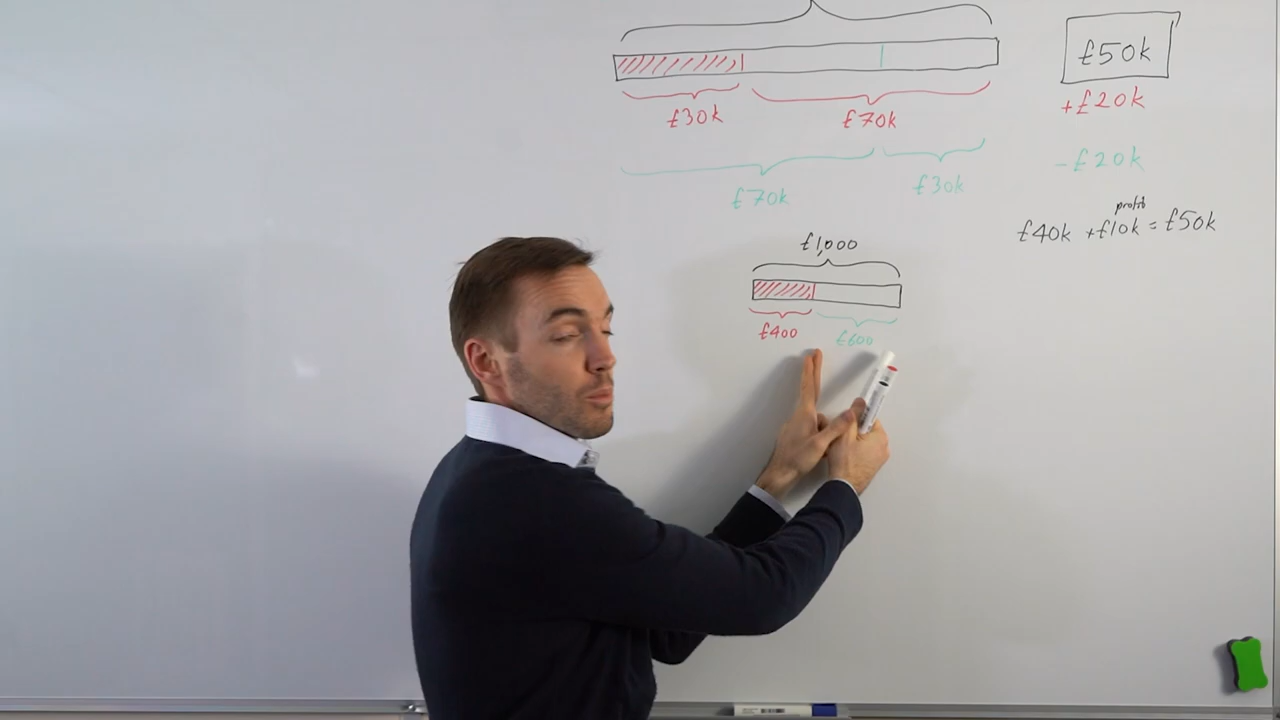 £50k
£30k £70k
+£20k
£70k £30k
-£20k
profit
£40k +£10k = £50k
£1,000
£400 £600